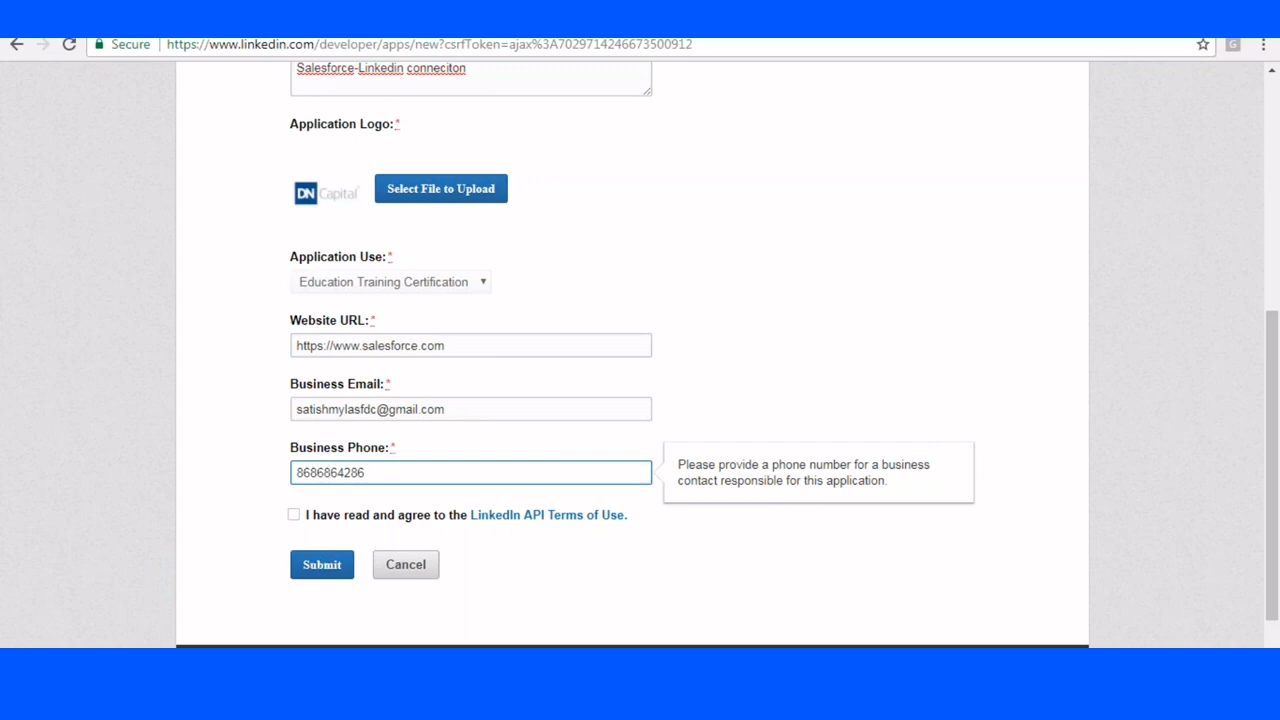 Secure
https://www.linkedin.com/developer/apps/new?csrfToken=ajax%3A7029714246673500912
G
Salesforce-Linkedin conneciton
Application Logo:*
DN Capital
Select File to Upload
Application Use:*
Education Training Certification
Website URL:*
https://www.salesforce.com
Business Email:*
satishmylasfdc@gmail.com
Business Phone:*
8686864286
Please provide a phone number for a business
contact responsible for this application.
I have read and agree to the LinkedIn API Terms of Use.
Submit
Cancel